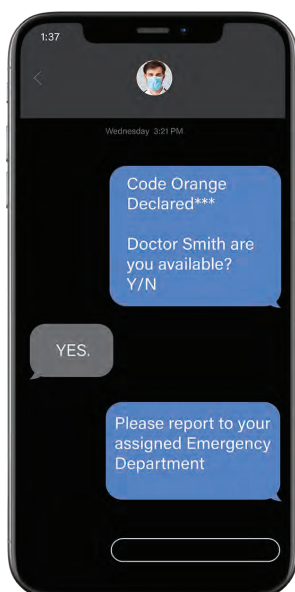 1:37
Wednesday 3:21 PM
Code Orange
Declared***
Doctor Smith are
you available?
Y/N
YES.
Please report to your
assigned Emergency
Department